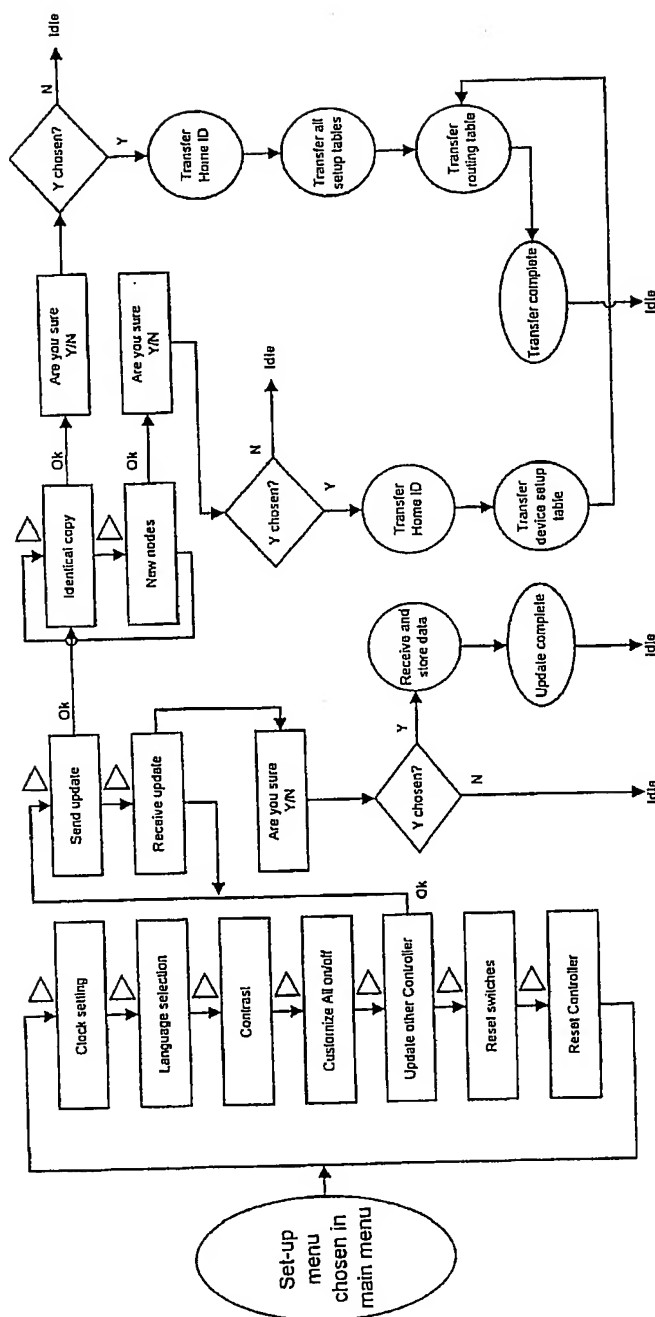 Set-up
menu
chosen in
main menu
Clock setting
Language selection
Contrast
Customize All on/off
Update other Controller
Reset switches
Reset Controller
Ok
Send update
Receive update
Are you sure
Y/N
Y chosen?
Y
N
Idle
Receive and
store data
Update complete
Idle
Ok
Identical copy
New nodes
Ok
Ok
Are you sure
Y/N
Are you sure
Y/N
Y chosen?
N
Idle
Y
Transfer
Home ID
Transfer
device setup
table
Y chosen?
N
Idle
Y
Transfer
Home ID
Transfer all
setup tables
Transfer
routing table
Transfer complete
Idle